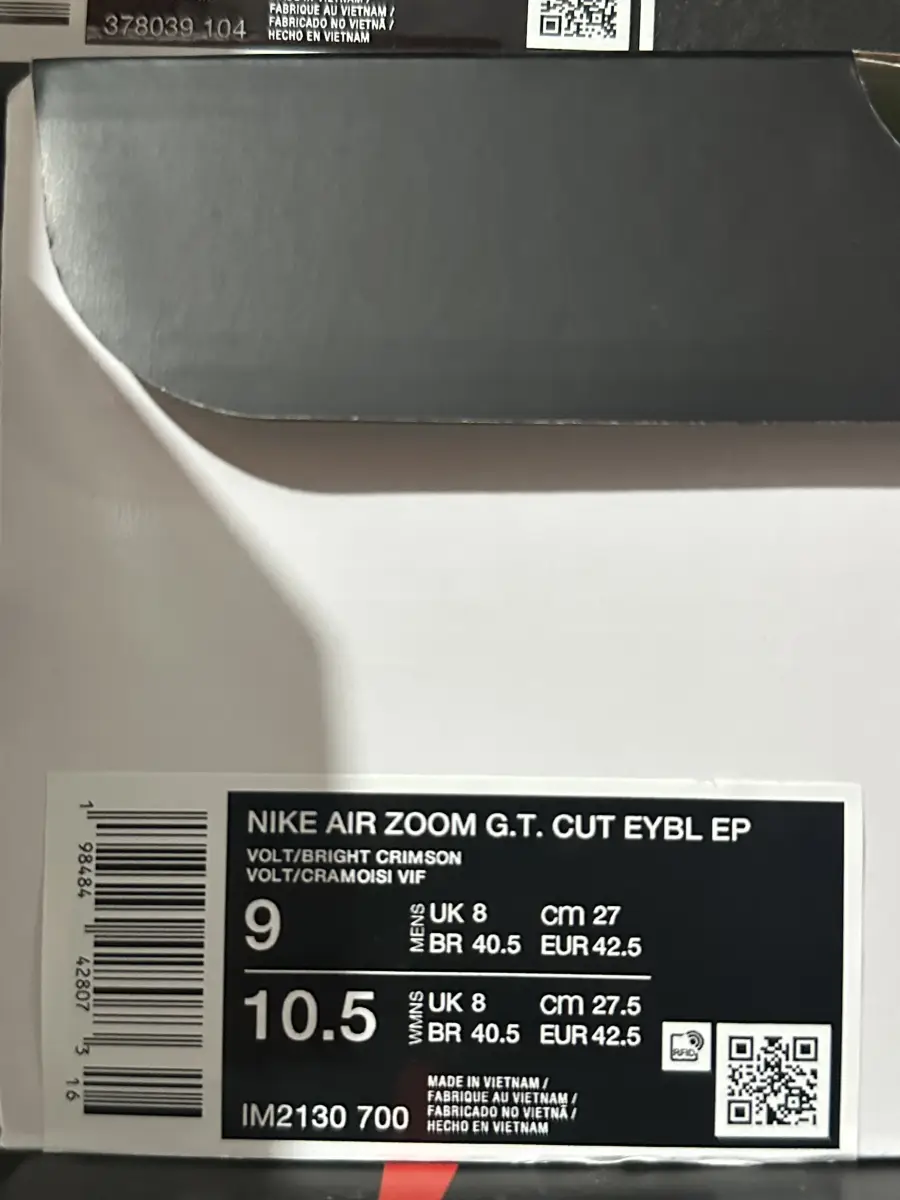 FABRIQUE AU VIETNAM /
378039 104
FABRICADO NO VIETNÃ /
HECHO EN VIETNAM
1 98484 42807 3 16
NIKE AIR ZOOM G.T. CUT EYBL EP
VOLT/BRIGHT CRIMSON
VOLT/CRAMOISI VIF
9 MENS UK 8 cm 27
BR 40.5 EUR 42.5
10.5 WMNS UK 8 cm 27.5
BR 40.5 EUR 42.5
RFID
IM2130 700
MADE IN VIETNAM /
FABRIQUE AU VIETNAM /
FABRICADO NO VIETNÃ /
HECHO EN VIETNAM